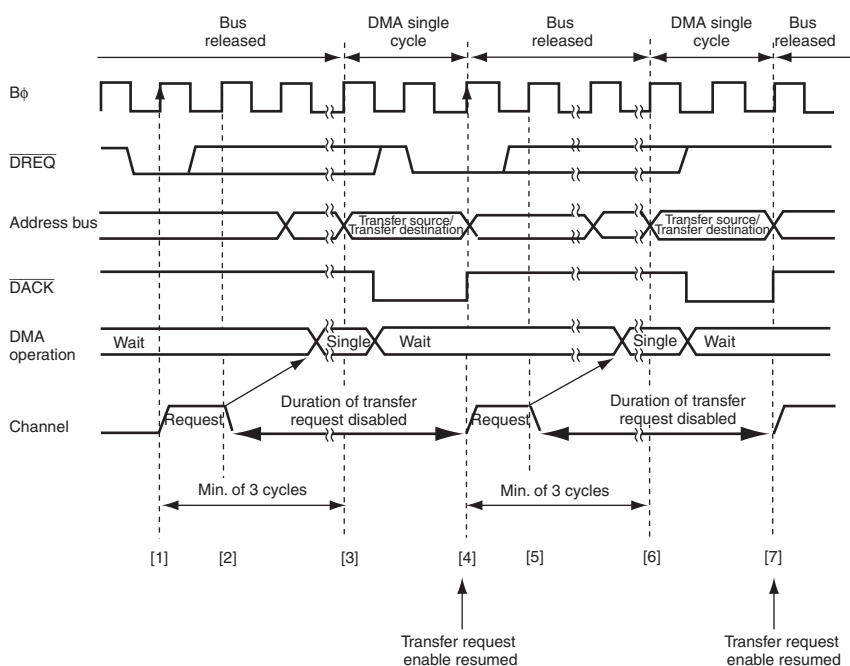 Bus released
DMA single cycle
Bus released
DMA single cycle
Bus released
Bϕ
DREQ
Address bus
Transfer source/
Transfer destination
Transfer source/
Transfer destination
DACK
DMA operation
Wait
Single
Wait
Single
Wait
Channel
Request
Duration of transfer
request disabled
Request
Duration of transfer
request disabled
Min. of 3 cycles
Min. of 3 cycles
[1] [2] [3] [4] [5] [6] [7]
Transfer request
enable resumed
Transfer request
enable resumed